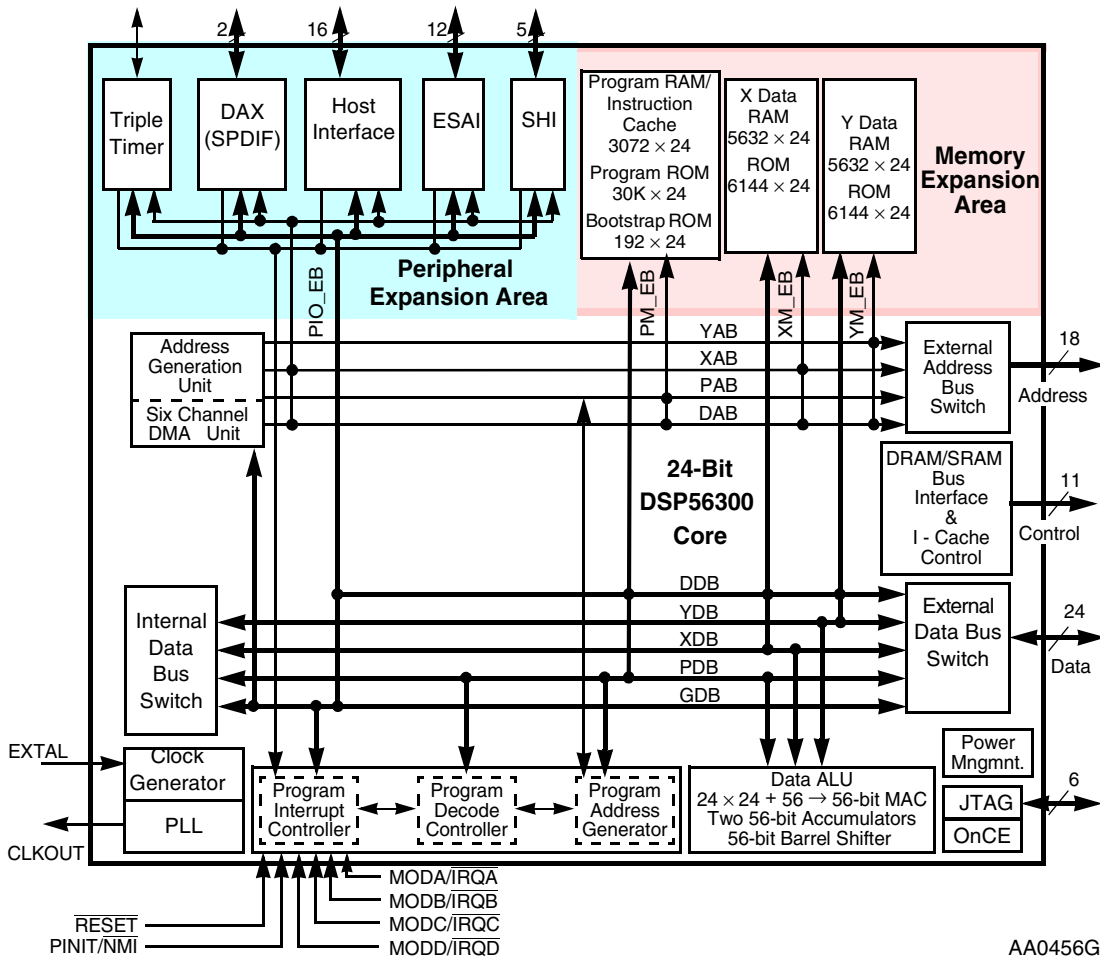 2
16
12
5
Triple
Timer
DAX
(SPDIF)
Host
Interface
ESAI
SHI
Program RAM/
Instruction
Cache
3072 × 24
Program ROM
30K × 24
Bootstrap ROM
192 × 24
X Data
RAM
5632 × 24
ROM
6144 × 24
Y Data
RAM
5632 × 24
ROM
6144 × 24
Memory
Expansion
Area
Peripheral
Expansion Area
PIO_EB
PM_EB
XM_EB
YM_EB
Address
Generation
Unit
Six Channel
DMA Unit
YAB
XAB
PAB
DAB
External
Address
Bus
Switch
18
Address
24-Bit
DSP56300
Core
DRAM/SRAM
Bus
Interface
&
I - Cache
Control
11
Control
Internal
Data
Bus
Switch
DDB
YDB
XDB
PDB
GDB
External
Data Bus
Switch
24
Data
EXTAL
Clock
Generator
PLL
CLKOUT
Program
Interrupt
Controller
Program
Decode
Controller
Program
Address
Generator
Data ALU
24 × 24 + 56 → 56-bit MAC
Two 56-bit Accumulators
56-bit Barrel Shifter
Power
Mngmnt.
JTAG
OnCE
6
MODA/IRQA
MODB/IRQB
MODC/IRQC
MODD/IRQD
RESET
PINIT/NMI
AA0456G